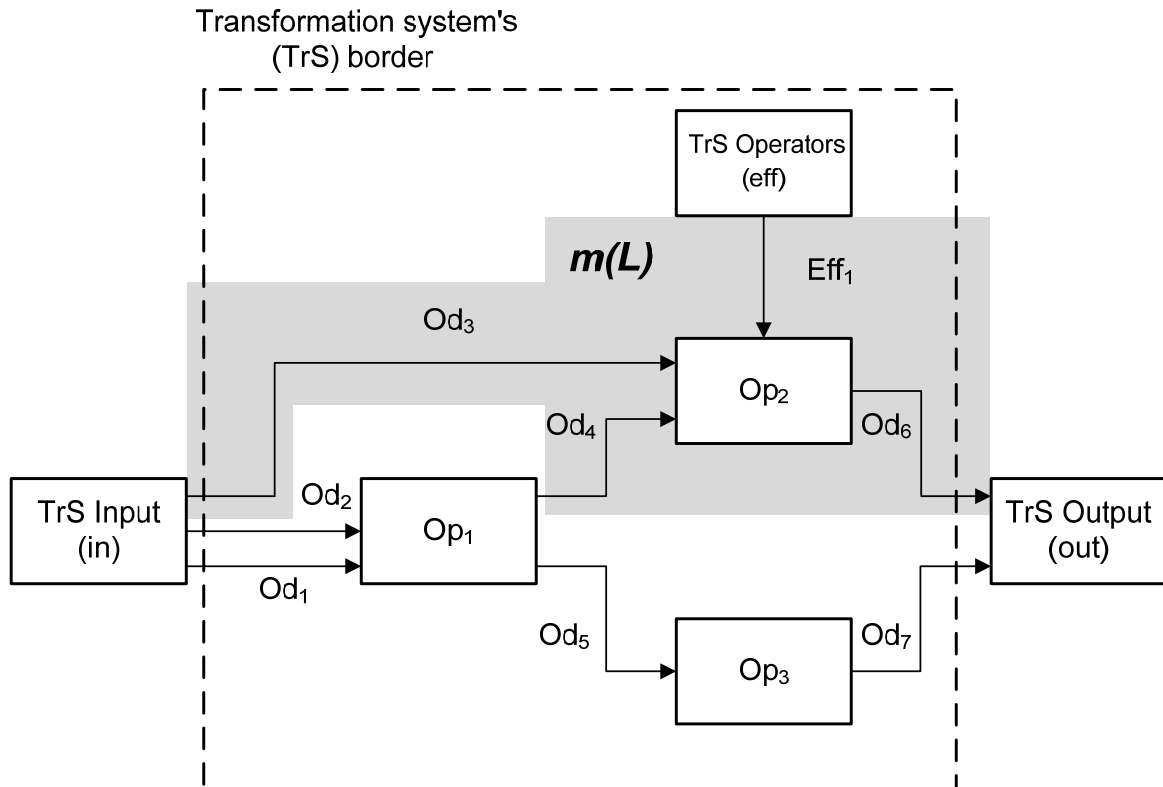 Transformation system's
(TrS) border
TrS Operators
(eff)
m(L)
Eff₁
Od₃
Op₂
Od₄
Od₆
TrS Input
(in)
Od₂
Op₁
Od₁
TrS Output
(out)
Od₅
Op₃
Od₇